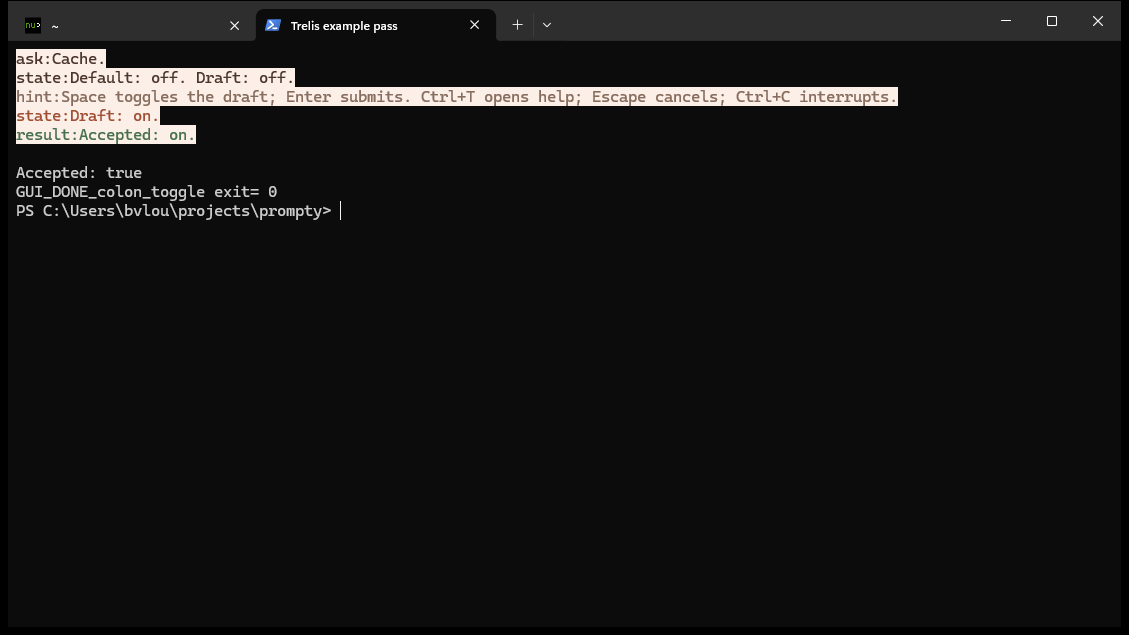 nu> ~
Trelis example pass
ask:Cache.
state:Default: off. Draft: off.
hint:Space toggles the draft; Enter submits. Ctrl+T opens help; Escape cancels; Ctrl+C interrupts.
state:Draft: on.
result:Accepted: on.
Accepted: true
GUI_DONE_colon_toggle exit= 0
PS C:\Users\bvlou\projects\prompty>